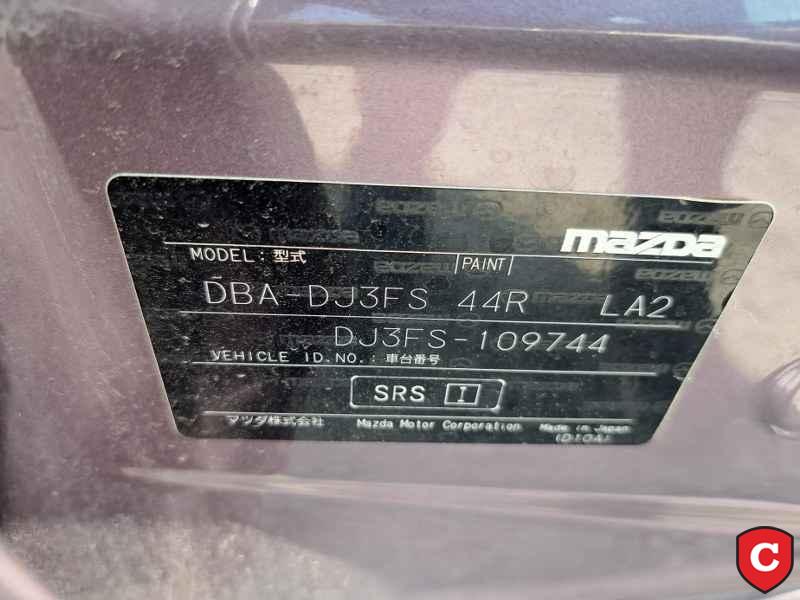 mazda
MODEL : 型式 |PAINT|
DBA-DJ3FS 44R LA2
DJ3FS-109744
VEHICLE ID.NO. : 車台番号
SRS I
マツダ株式会社 Mazda Motor Corporation Made in Japan
(D10A)
C